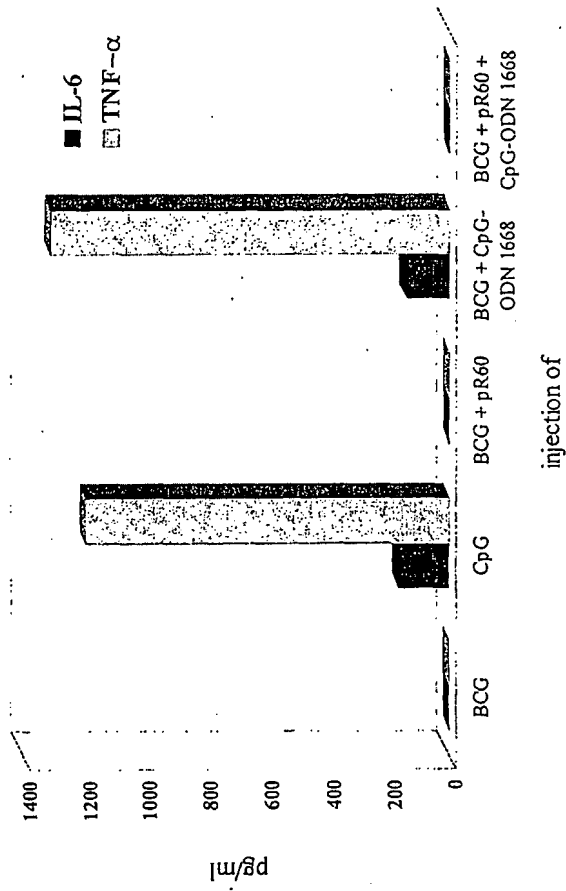 IL-6
TNF-α
1400
1200
1000
800
600
400
200
0
pg/ml
BCG
CpG
BCG + pR60
BCG + CpG-
ODN 1668
BCG + pR60 +
CpG-ODN 1668
injection of